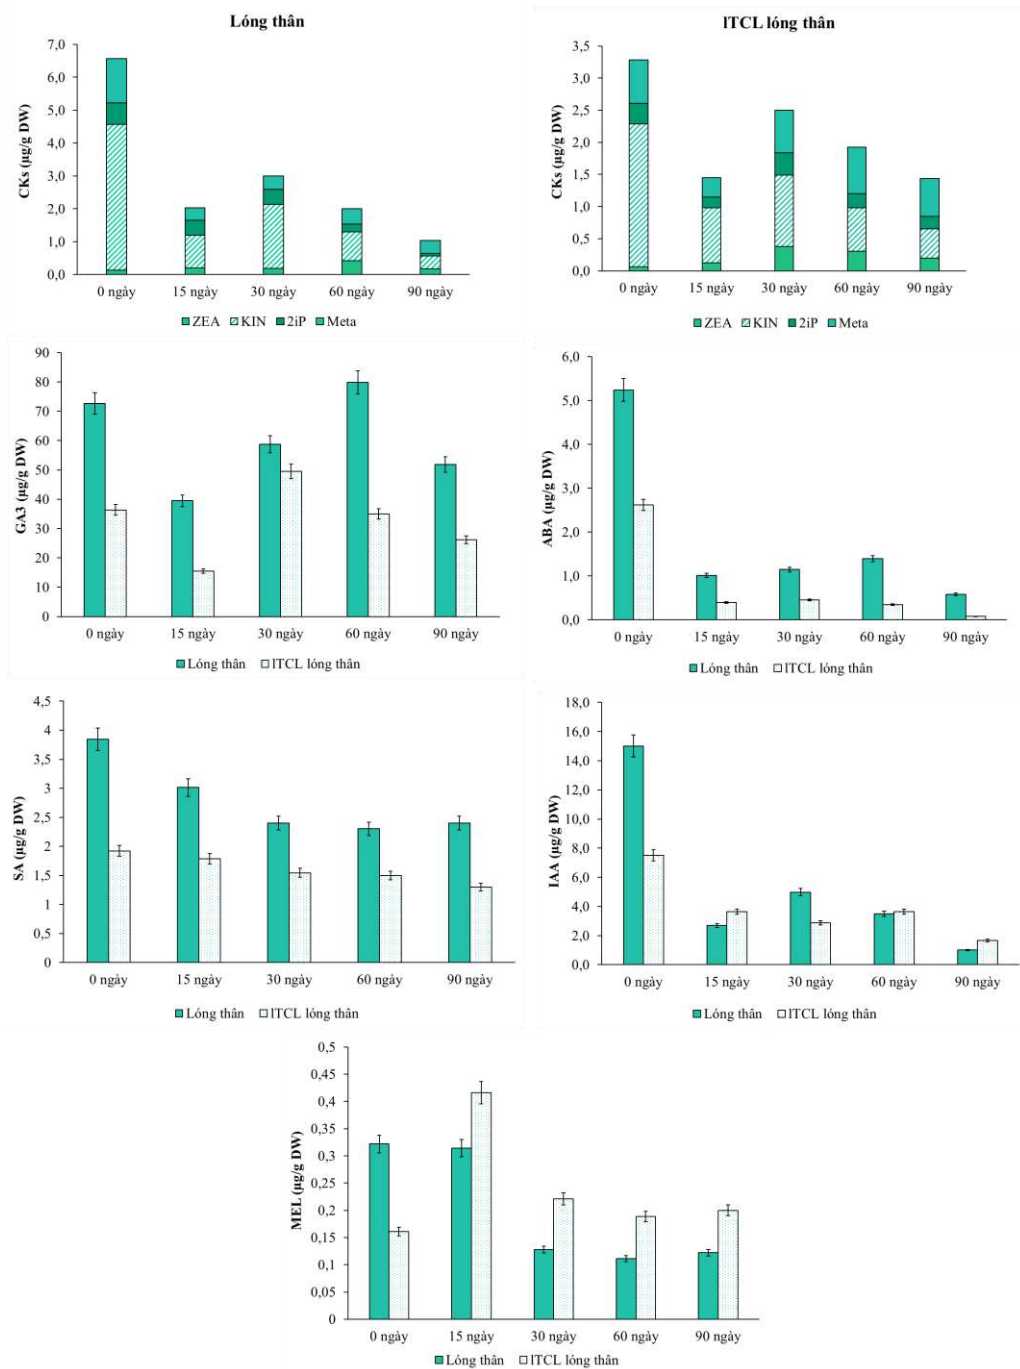 Lóng thân
CKs (µg/g DW)
7,0
6,0
5,0
4,0
3,0
2,0
1,0
0,0
0 ngày 15 ngày 30 ngày 60 ngày 90 ngày
ZEA KIN 2iP Meta
lTCL lóng thân
CKs (µg/g DW)
3,5
3,0
2,5
2,0
1,5
1,0
0,5
0,0
0 ngày 15 ngày 30 ngày 60 ngày 90 ngày
ZEA KIN 2iP Meta
GA3 (µg/g DW)
90
80
70
60
50
40
30
20
10
0
0 ngày 15 ngày 30 ngày 60 ngày 90 ngày
Lóng thân lTCL lóng thân
ABA (µg/g DW)
6,0
5,0
4,0
3,0
2,0
1,0
0,0
0 ngày 15 ngày 30 ngày 60 ngày 90 ngày
Lóng thân lTCL lóng thân
SA (µg/g DW)
4,5
4
3,5
3
2,5
2
1,5
1
0,5
0
0 ngày 15 ngày 30 ngày 60 ngày 90 ngày
Lóng thân lTCL lóng thân
IAA (µg/g DW)
18,0
16,0
14,0
12,0
10,0
8,0
6,0
4,0
2,0
0,0
0 ngày 15 ngày 30 ngày 60 ngày 90 ngày
Lóng thân lTCL lóng thân
MEL (µg/g DW)
0,5
0,45
0,4
0,35
0,3
0,25
0,2
0,15
0,1
0,05
0
0 ngày 15 ngày 30 ngày 60 ngày 90 ngày
Lóng thân lTCL lóng thân